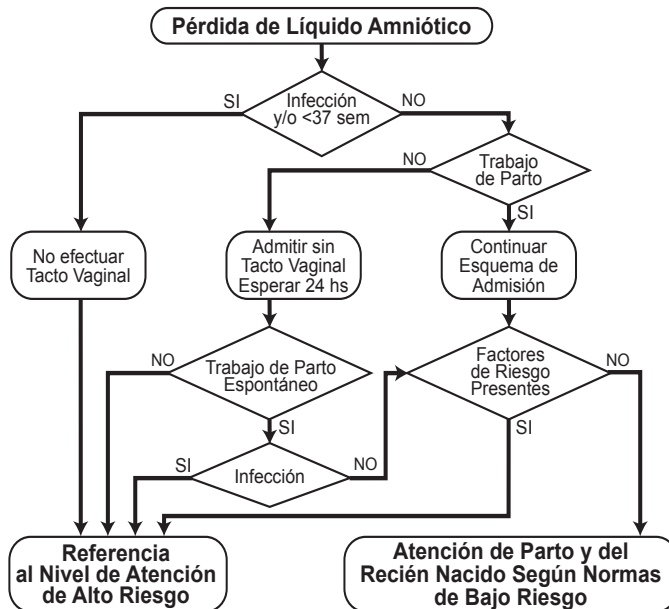 Pérdida de Líquido Amniótico
SI
Infección
y/o <37 sem
NO
NO
Trabajo
de Parto
SI
No efectuar
Tacto Vaginal
Admitir sin
Tacto Vaginal
Esperar 24 hs
Continuar
Esquema de
Admisión
NO
Trabajo de Parto
Espontáneo
SI
Factores
de Riesgo
Presentes
NO
SI
SI
Infección
NO
Referencia
al Nivel de Atención
de Alto Riesgo
Atención de Parto y del
Recién Nacido Según Normas
de Bajo Riesgo